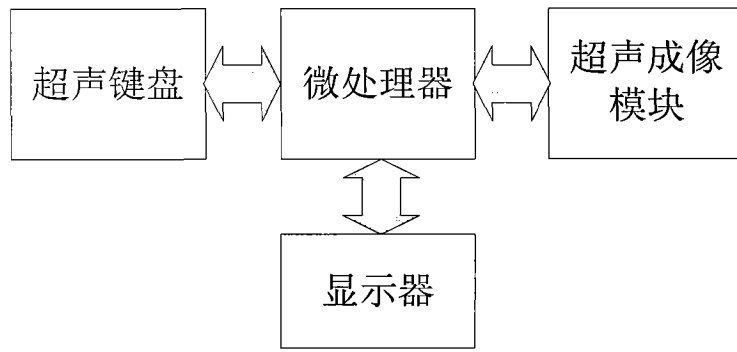 超声键盘
微处理器
超声成像
模块
显示器